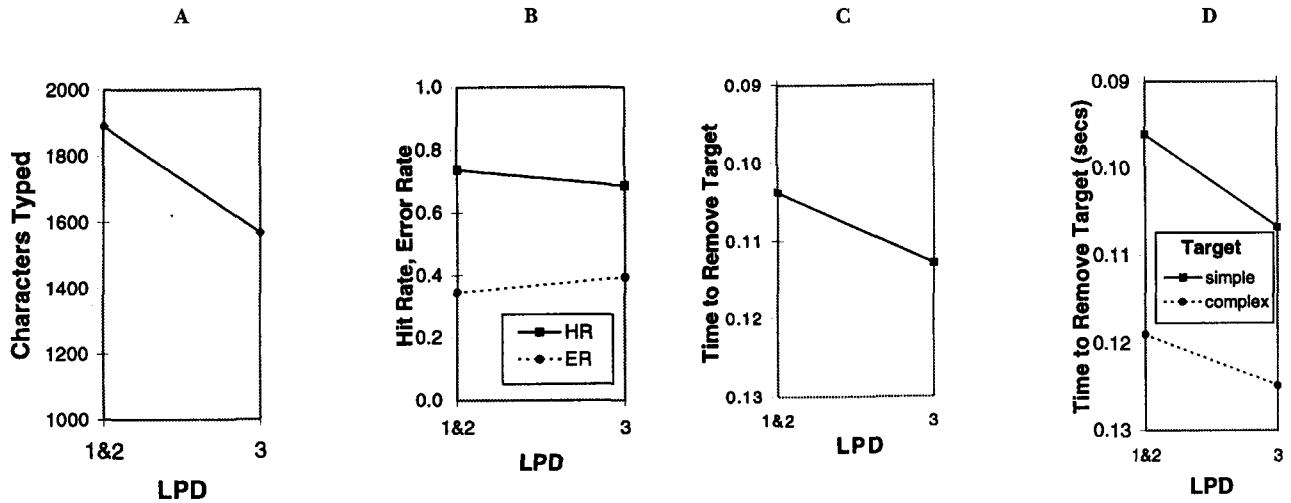 A
Characters Typed
2000
1800
1600
1400
1200
1000
1&2
3
LPD
B
Hit Rate, Error Rate
1.0
0.8
0.6
0.4
0.2
0.0
HR
ER
1&2
3
LPD
C
Time to Remove Target
0.09
0.10
0.11
0.12
0.13
1&2
3
LPD
D
Time to Remove Target (secs)
0.09
0.10
0.11
0.12
0.13
Target
simple
complex
1&2
3
LPD